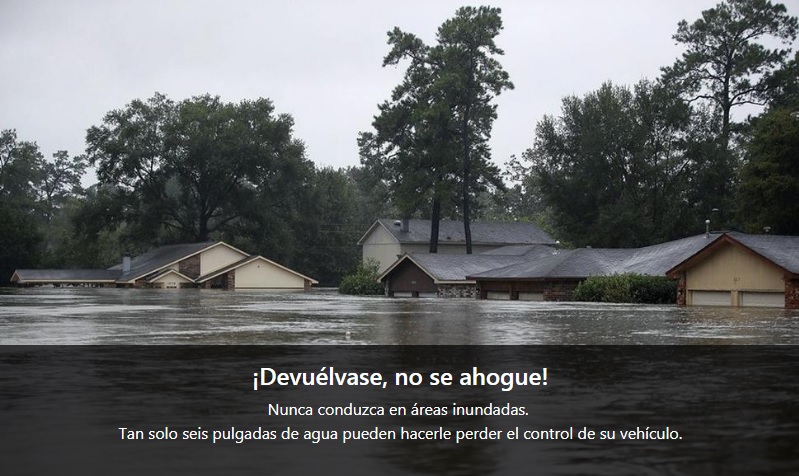 ¡Devuélvase, no se ahogue!
Nunca conduzca en áreas inundadas.
Tan solo seis pulgadas de agua pueden hacerle perder el control de su vehículo.